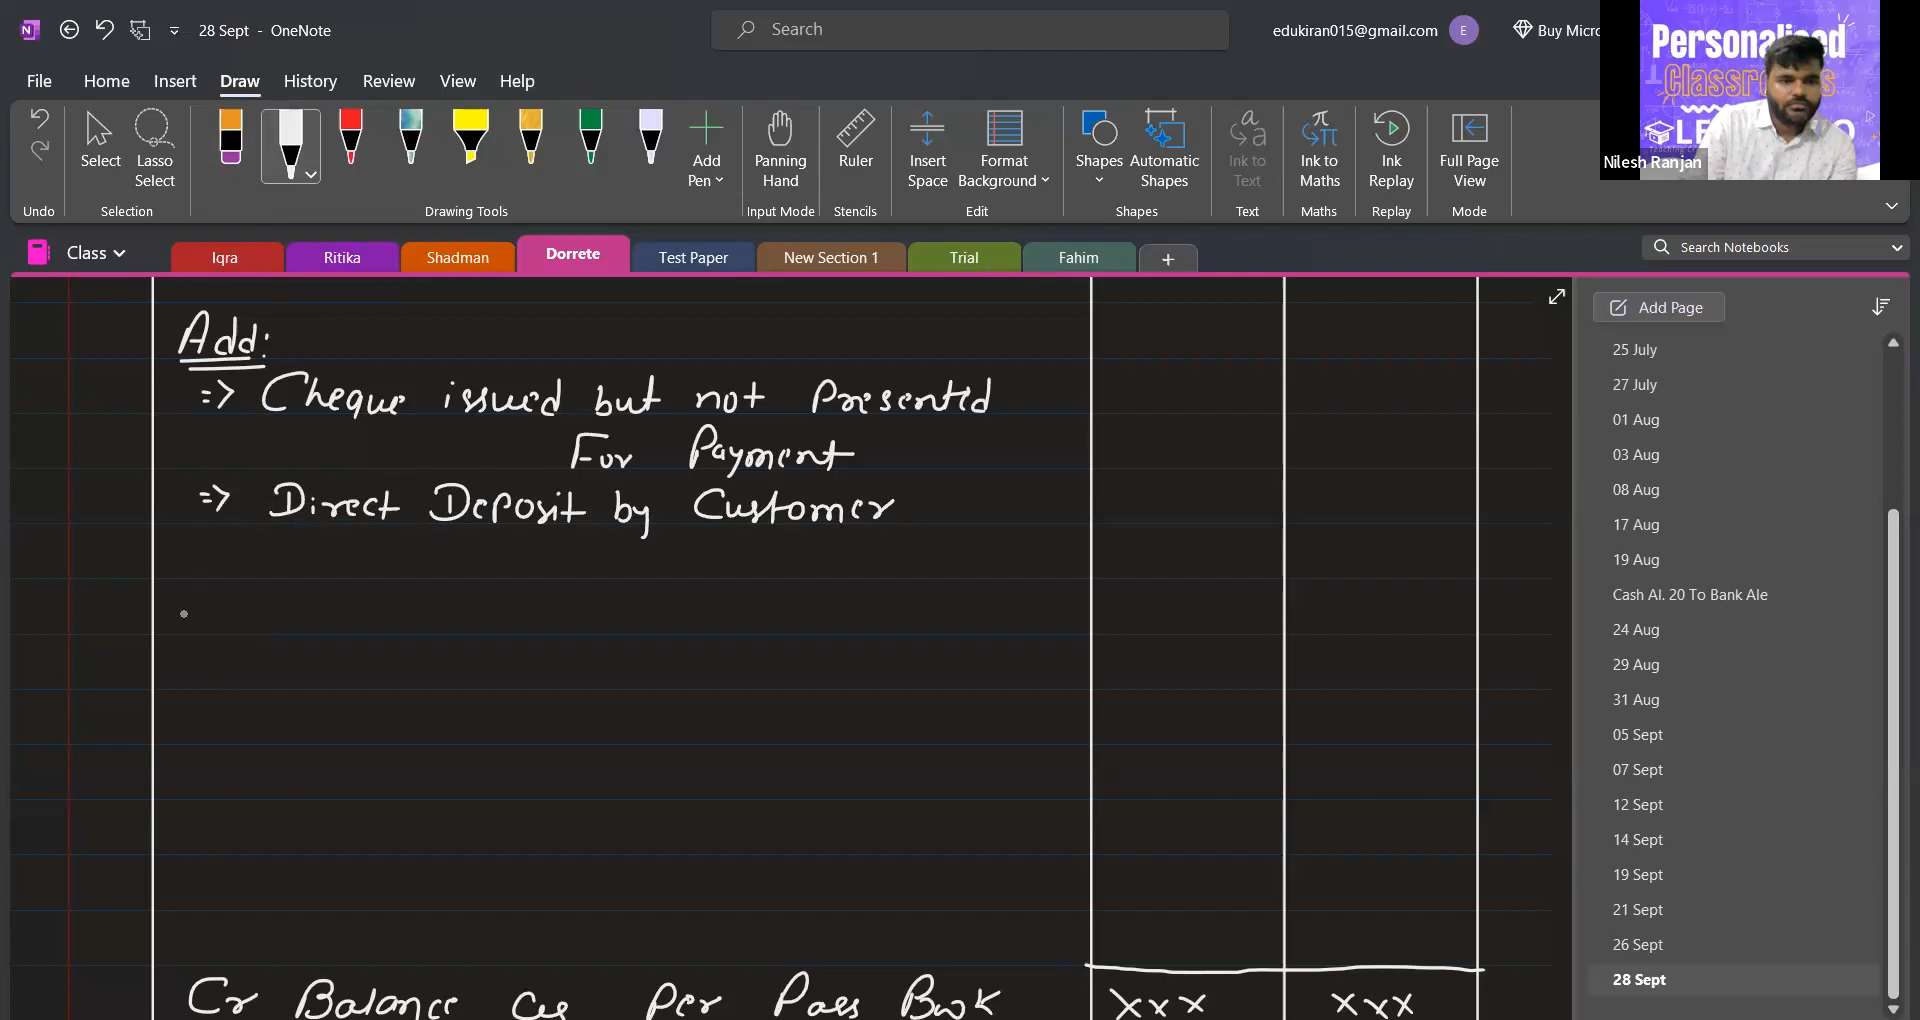 28 Sept - OneNote
Search
edukiran015@gmail.com
E
Buy Micro
File
Home
Insert
Draw
History
Review
View
Help
Select
Lasso
Select
Add
Pen
Panning
Hand
Ruler
Insert
Space
Format
Background
Shapes
Automatic
Shapes
Ink to
Text
Ink to
Maths
Ink
Replay
Full Page
View
Undo
Selection
Drawing Tools
Input Mode
Stencils
Edit
Shapes
Text
Maths
Replay
Mode
Personalised
Nilesh Ranjan
Class
Iqra
Ritika
Shadman
Dorrete
Test Paper
New Section 1
Trial
Fahim
+
Search Notebooks
Add:
=> Cheque issued but not Presented
For Payment
=> Direct Deposit by Customer
Cr Balance as Per Pass Book xxx xxx
Add Page
25 July
27 July
01 Aug
03 Aug
08 Aug
17 Aug
19 Aug
Cash Al. 20 To Bank Ale
24 Aug
29 Aug
31 Aug
05 Sept
07 Sept
12 Sept
14 Sept
19 Sept
21 Sept
26 Sept
28 Sept